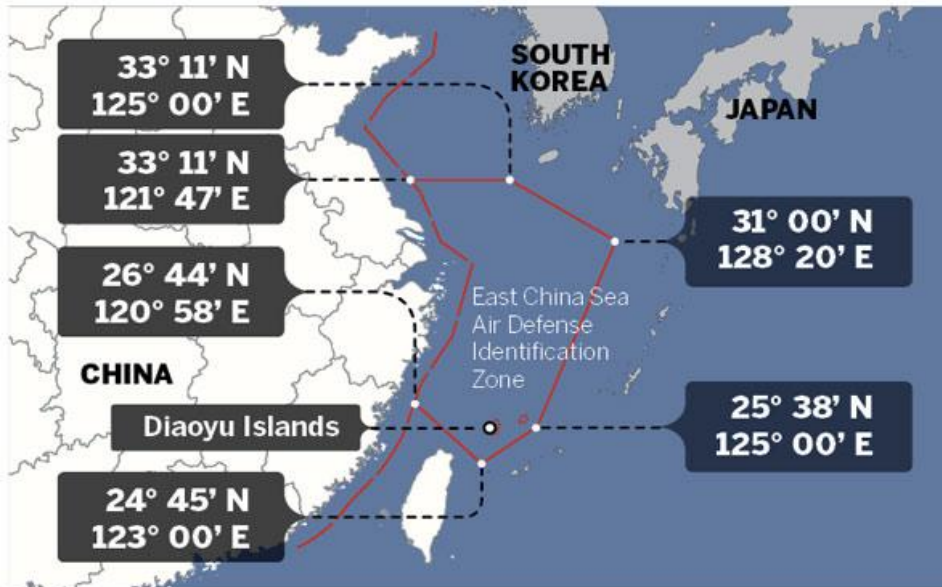 33° 11’ N
125° 00’ E
SOUTH
KOREA
JAPAN
33° 11’ N
121° 47’ E
31° 00’ N
128° 20’ E
26° 44’ N
120° 58’ E
East China Sea
Air Defense
Identification
Zone
CHINA
Diaoyu Islands
25° 38’ N
125° 00’ E
24° 45’ N
123° 00’ E